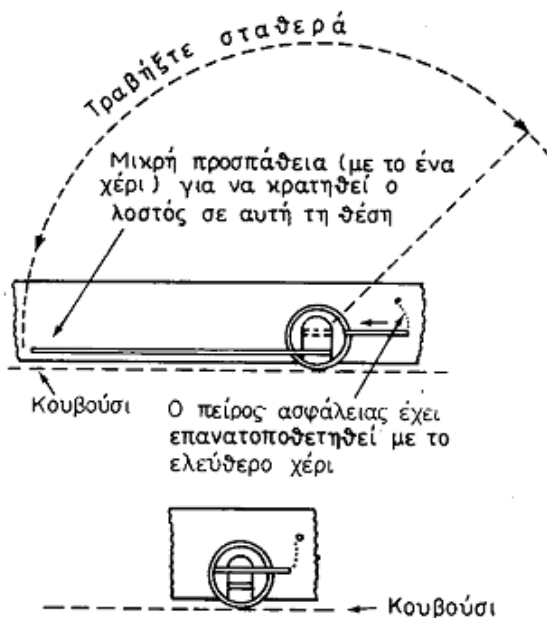 Τραβήξτε σταθερά
Μικρή προσπάθεια (με το ένα
χέρι) για να κρατηθεί ο
λοστός σε αυτή τη θέση
Κουβούσι
Ο πείρος ασφάλειας έχει
επανατοποθετηθεί με το
ελεύθερο χέρι
Κουβούσι